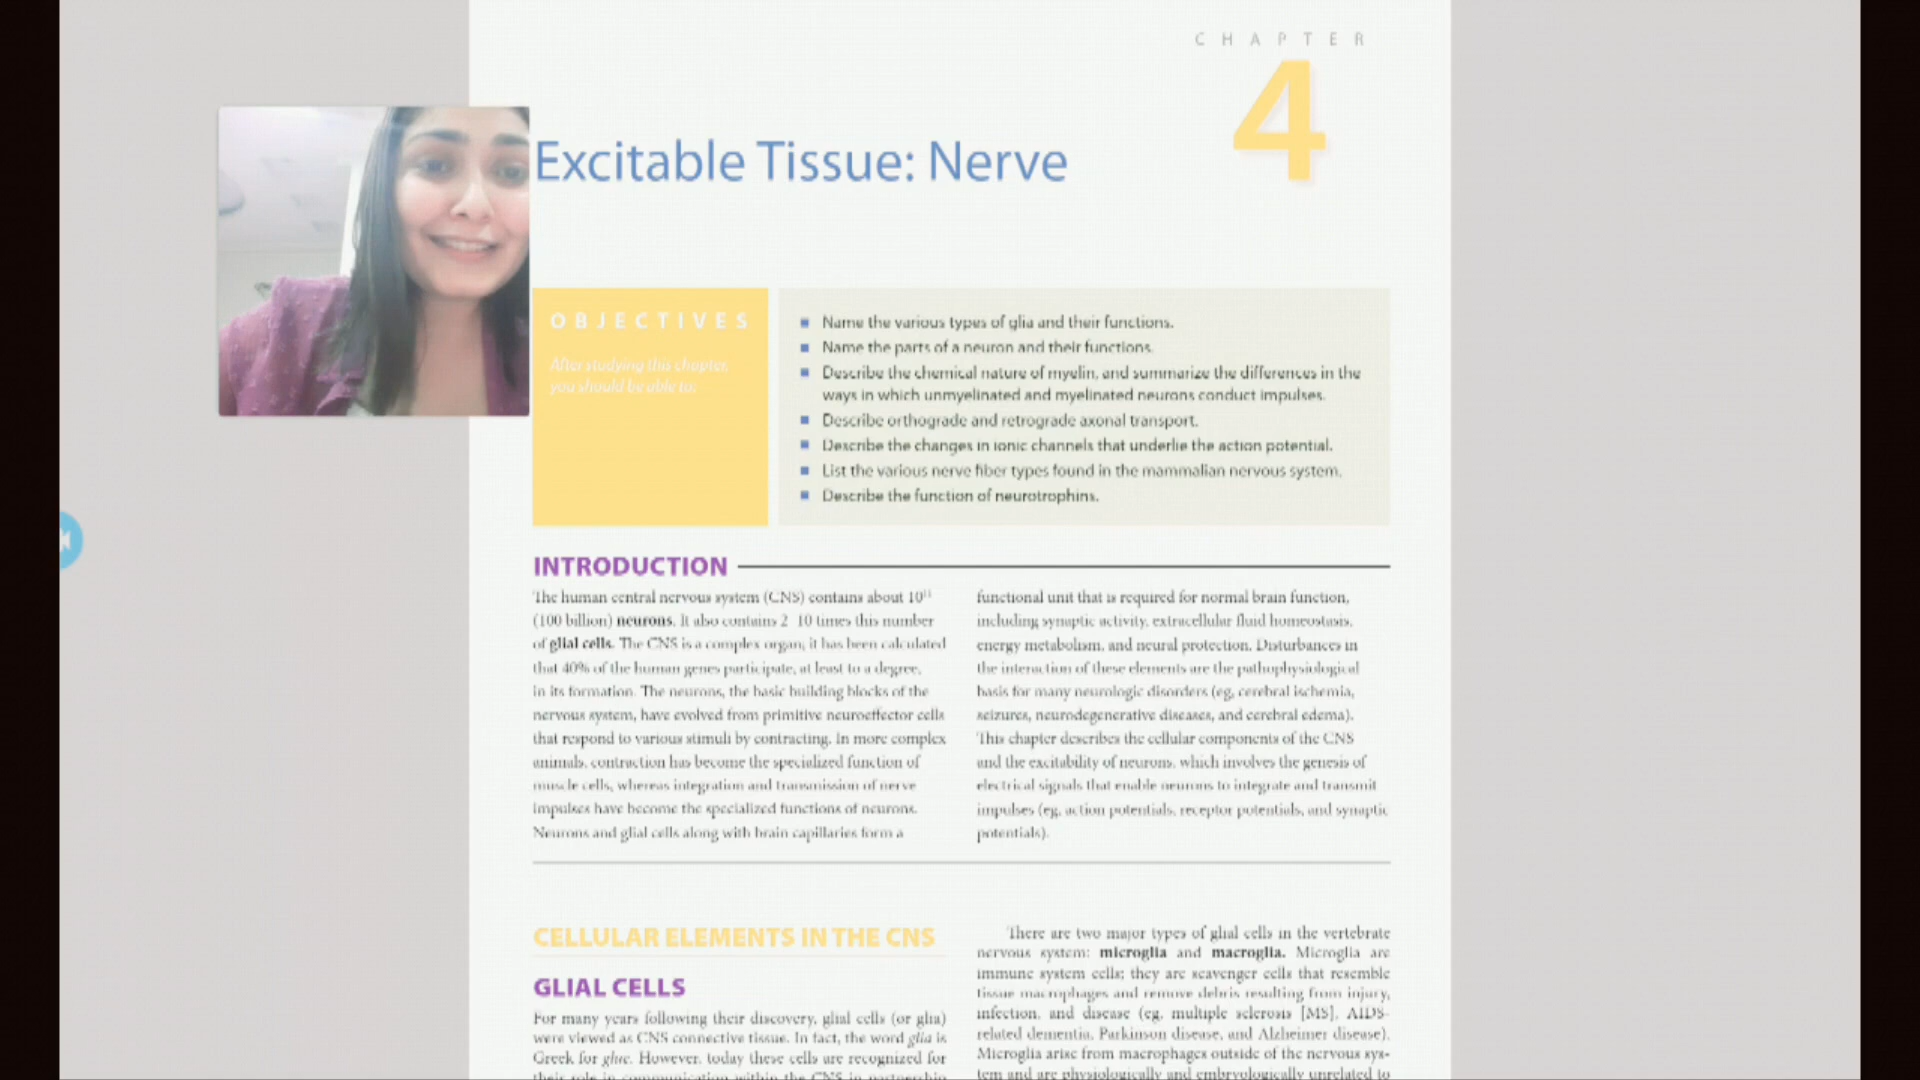 CHAPTER
4
Excitable Tissue: Nerve
OBJECTIVES
After studying this chapter,
you should be able to:
■ Name the various types of glia and their functions.
■ Name the parts of a neuron and their functions.
■ Describe the chemical nature of myelin, and summarize the differences in the
ways in which unmyelinated and myelinated neurons conduct impulses.
■ Describe orthograde and retrograde axonal transport.
■ Describe the changes in ionic channels that underlie the action potential.
■ List the various nerve fiber types found in the mammalian nervous system.
■ Describe the function of neurotrophins.
INTRODUCTION
The human central nervous system (CNS) contains about 10¹¹
(100 billion) neurons. It also contains 2–10 times this number
of glial cells. The CNS is a complex organ; it has been calculated
that 40% of the human genes participate, at least to a degree,
in its formation. The neurons, the basic building blocks of the
nervous system, have evolved from primitive neuroeffector cells
that respond to various stimuli by contracting. In more complex
animals, contraction has become the specialized function of
muscle cells, whereas integration and transmission of nerve
impulses have become the specialized functions of neurons.
Neurons and glial cells along with brain capillaries form a
functional unit that is required for normal brain function,
including synaptic activity, extracellular fluid homeostasis,
energy metabolism, and neural protection. Disturbances in
the interaction of these elements are the pathophysiological
basis for many neurologic disorders (eg, cerebral ischemia,
seizures, neurodegenerative diseases, and cerebral edema).
This chapter describes the cellular components of the CNS
and the excitability of neurons, which involves the genesis of
electrical signals that enable neurons to integrate and transmit
impulses (eg, action potentials, receptor potentials, and synaptic
potentials).
CELLULAR ELEMENTS IN THE CNS
GLIAL CELLS
For many years following their discovery, glial cells (or glia)
were viewed as CNS connective tissue. In fact, the word glia is
Greek for glue. However, today these cells are recognized for
their role in communication within the CNS in partnership
There are two major types of glial cells in the vertebrate
nervous system: microglia and macroglia. Microglia are
immune system cells; they are scavenger cells that resemble
tissue macrophages and remove debris resulting from injury,
infection, and disease (eg, multiple sclerosis [MS], AIDS-
related dementia, Parkinson disease, and Alzheimer disease).
Microglia arise from macrophages outside of the nervous sys-
tem and are physiologically and embryologically unrelated to